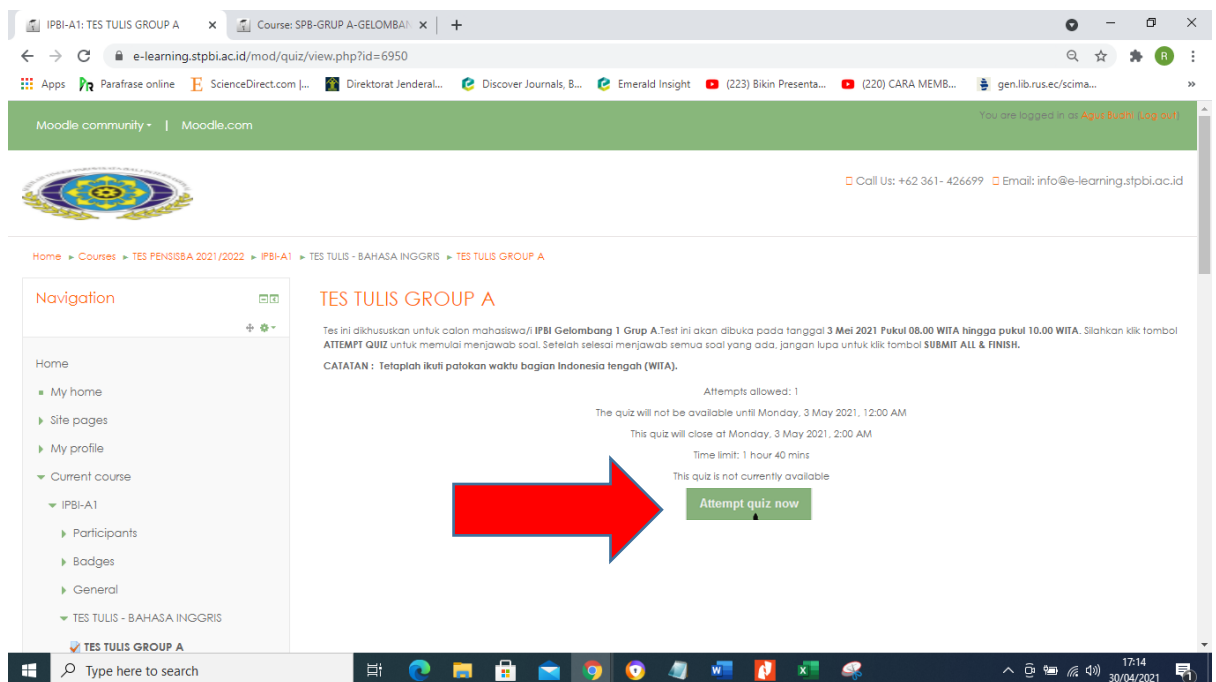 IPBI-A1: TES TULIS GROUP A
Course: SPB-GRUP A-GELOMBAN
e-learning.stpbi.ac.id/mod/quiz/view.php?id=6950
R
Apps Parafrase online ScienceDirect.com |... Direktorat Jenderal... Discover Journals, B... Emerald Insight (223) Bikin Presenta... (220) CARA MEMB... gen.lib.rus.ec/scima... »
Moodle community | Moodle.com
You are logged in as Agus Budhi (Log out)
Call Us: +62 361- 426699 Email: info@e-learning.stpbi.ac.id
Home ► Courses ► TES PENSISBA 2021/2022 ► IPBI-A1 ► TES TULIS - BAHASA INGGRIS ► TES TULIS GROUP A
Navigation
Home
My home
Site pages
My profile
Current course
IPBI-A1
Participants
Badges
General
TES TULIS - BAHASA INGGRIS
TES TULIS GROUP A
TES TULIS GROUP A
Tes ini dikhususkan untuk calon mahasiswa/i IPBI Gelombang 1 Grup A.Test ini akan dibuka pada tanggal 3 Mei 2021 Pukul 08.00 WITA hingga pukul 10.00 WITA. Silahkan klik tombol
ATTEMPT QUIZ untuk memulai menjawab soal. Setelah selesai menjawab semua soal yang ada, jangan lupa untuk klik tombol SUBMIT ALL & FINISH.
CATATAN : Tetaplah ikuti patokan waktu bagian Indonesia tengah (WITA).
Attempts allowed: 1
The quiz will not be available until Monday, 3 May 2021, 12:00 AM
This quiz will close at Monday, 3 May 2021, 2:00 AM
Time limit: 1 hour 40 mins
This quiz is not currently available
Attempt quiz now
Type here to search
17:14
30/04/2021